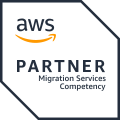 aws
PARTNER
Migration Services
Competency